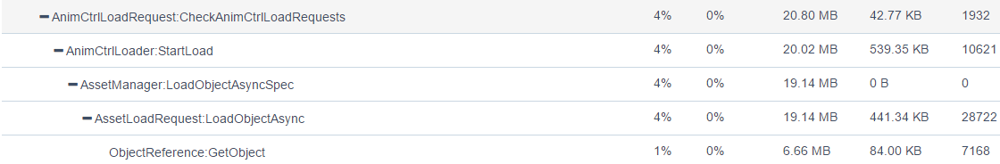 AnimCtrlLoadRequest:CheckAnimCtrlLoadRequests 4% 0% 20.80 MB 42.77 KB 1932
AnimCtrlLoader:StartLoad 4% 0% 20.02 MB 539.35 KB 10621
AssetManager:LoadObjectAsyncSpec 4% 0% 19.14 MB 0 B 0
AssetLoadRequest:LoadObjectAsync 4% 0% 19.14 MB 441.34 KB 28722
ObjectReference:GetObject 1% 0% 6.66 MB 84.00 KB 7168